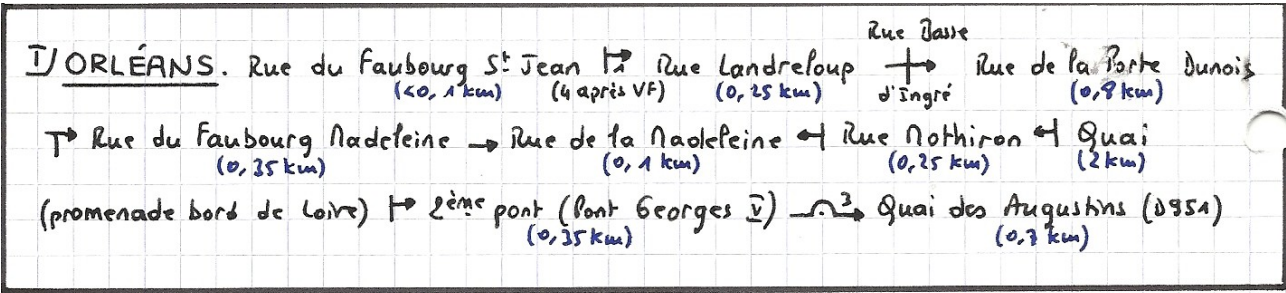 Rue Basse
I/ ORLÉANS. Rue du Faubourg St Jean ↱1 Rue Landreloup + → Rue de la Porte Dunois
(<0,1 km) (4 après VF) (0,25 km) d'Ingré (0,8 km)
T→ Rue du Faubourg Madeleine → Rue de la Madeleine ↰ Rue Mothiron ↰ Quai
(0,35 km) (0,1 km) (0,25 km) (2 km)
(promenade bord de Loire) ↱ 2ème pont (Pont Georges V) 3→ Quai des Augustins (D951)
(0,35 km) (0,7 km)